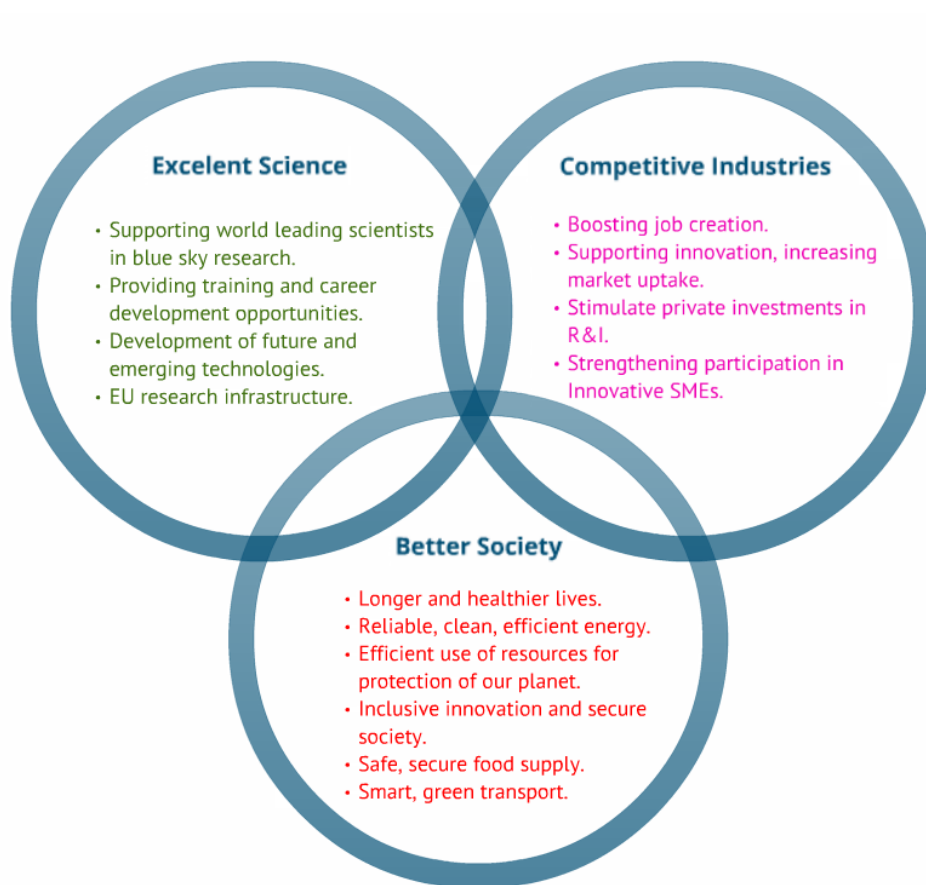 Excelent Science
• Supporting world leading scientists
in blue sky research.
• Providing training and career
development opportunities.
• Development of future and
emerging technologies.
• EU research infrastructure.
Competitive Industries
• Boosting job creation.
• Supporting innovation, increasing
market uptake.
• Stimulate private investments in
R&I.
• Strengthening participation in
Innovative SMEs.
Better Society
• Longer and healthier lives.
• Reliable, clean, efficient energy.
• Efficient use of resources for
protection of our planet.
• Inclusive innovation and secure
society.
• Safe, secure food supply.
• Smart, green transport.